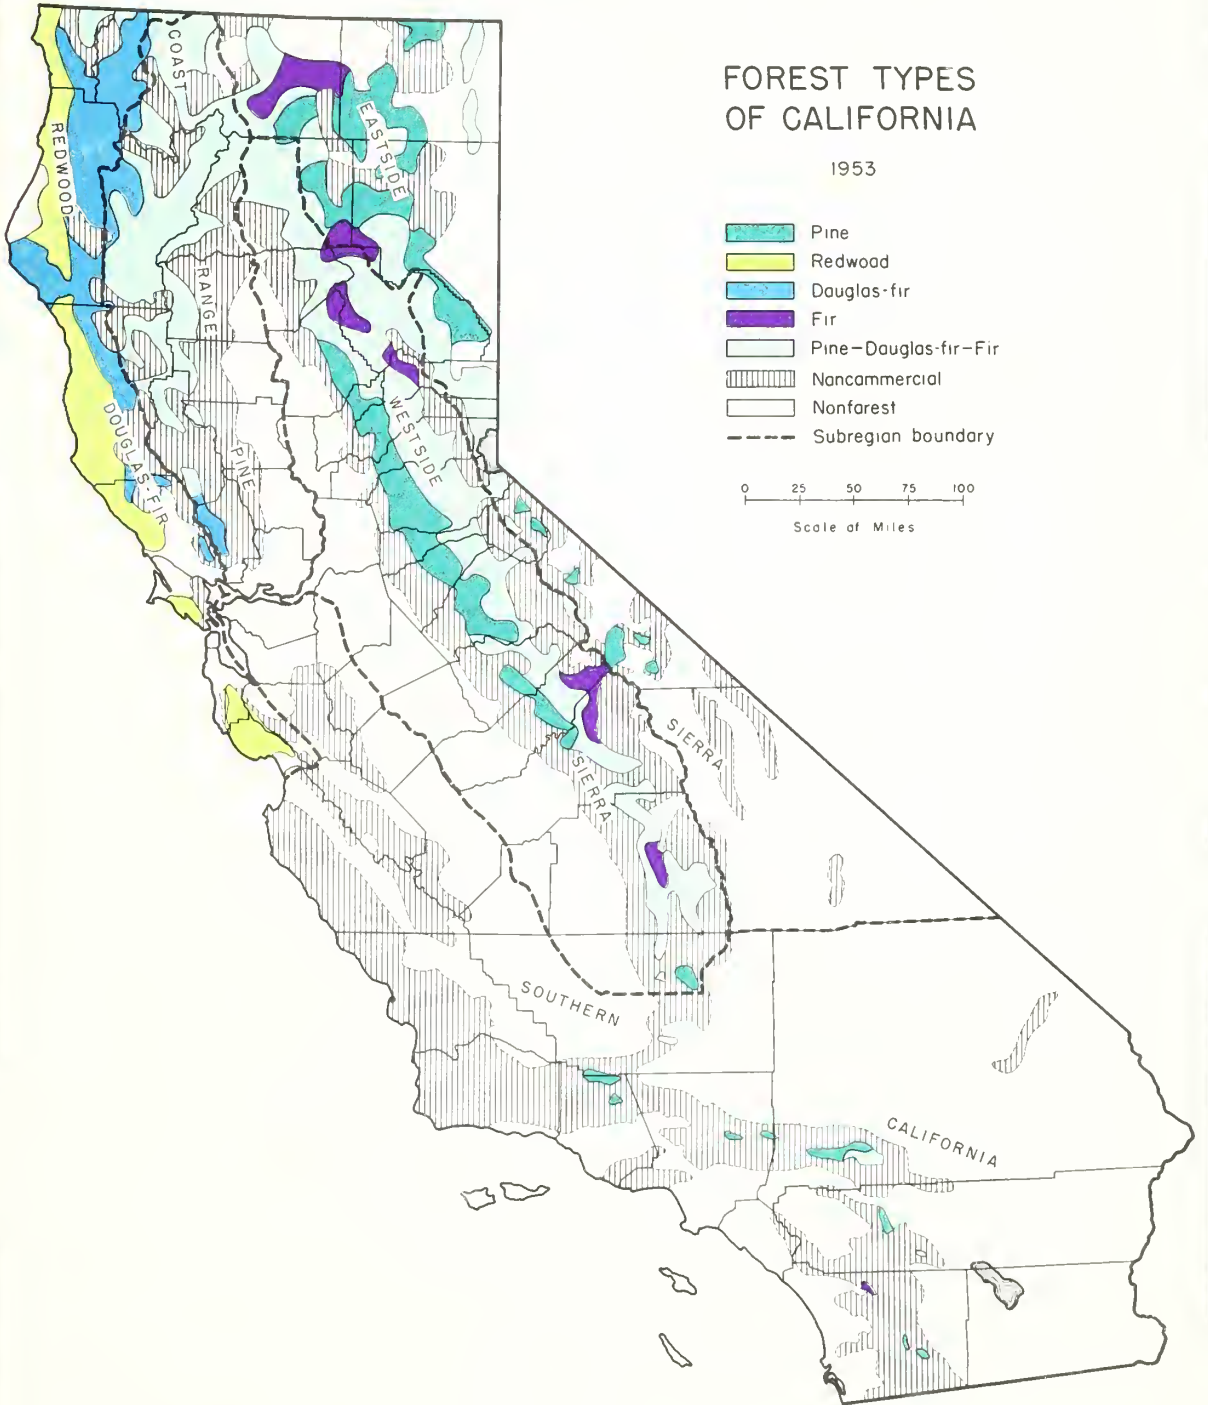 FOREST TYPES
OF CALIFORNIA
1953
Pine
Redwood
Douglas-fir
Fir
Pine—Douglas-fir—Fir
Noncommercial
Nonforest
Subregion boundary
0 25 50 75 100
Scale of Miles
COAST
REDWOOD
EASTSIDE
RANGE
DOUGLAS-FIR
PINE
WESTSIDE
SIERRA
SIERRA
SOUTHERN
CALIFORNIA